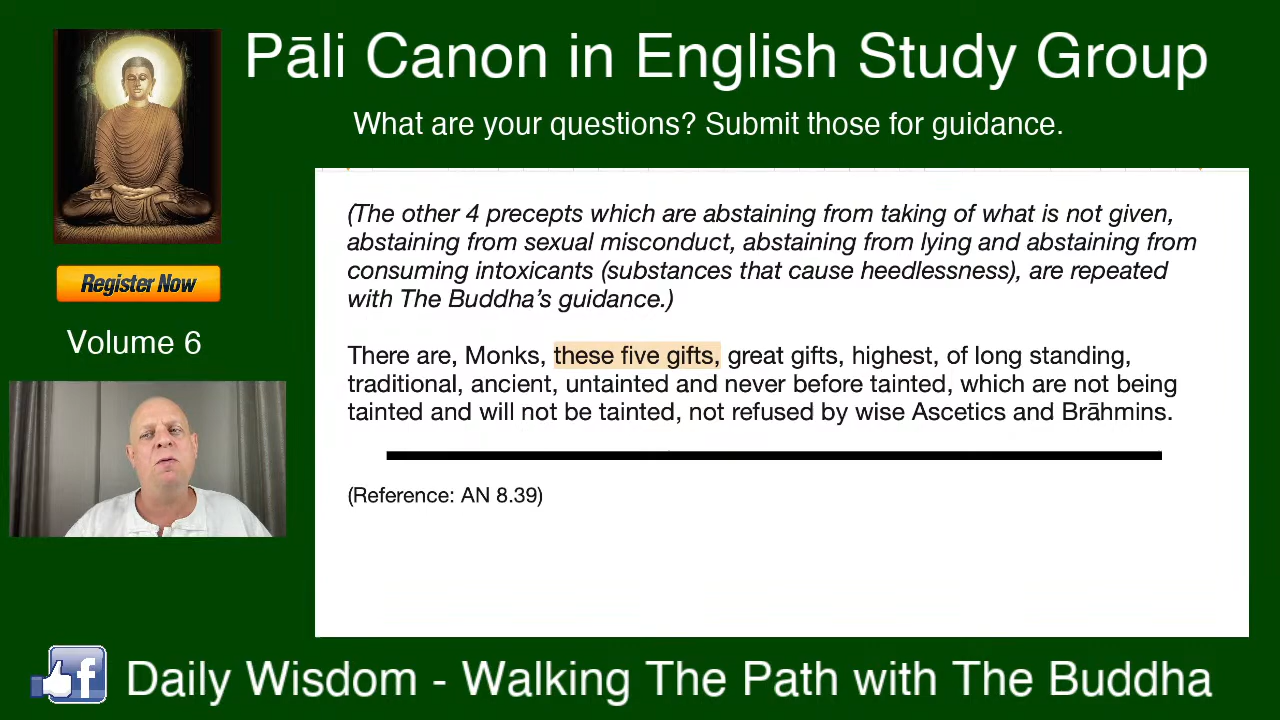 Pāli Canon in English Study Group
What are your questions? Submit those for guidance.
Register Now
Volume 6
(The other 4 precepts which are abstaining from taking of what is not given,
abstaining from sexual misconduct, abstaining from lying and abstaining from
consuming intoxicants (substances that cause heedlessness), are repeated
with The Buddha's guidance.)
There are, Monks, these five gifts, great gifts, highest, of long standing,
traditional, ancient, untainted and never before tainted, which are not being
tainted and will not be tainted, not refused by wise Ascetics and Brāhmins.
(Reference: AN 8.39)
f
Daily Wisdom - Walking The Path with The Buddha